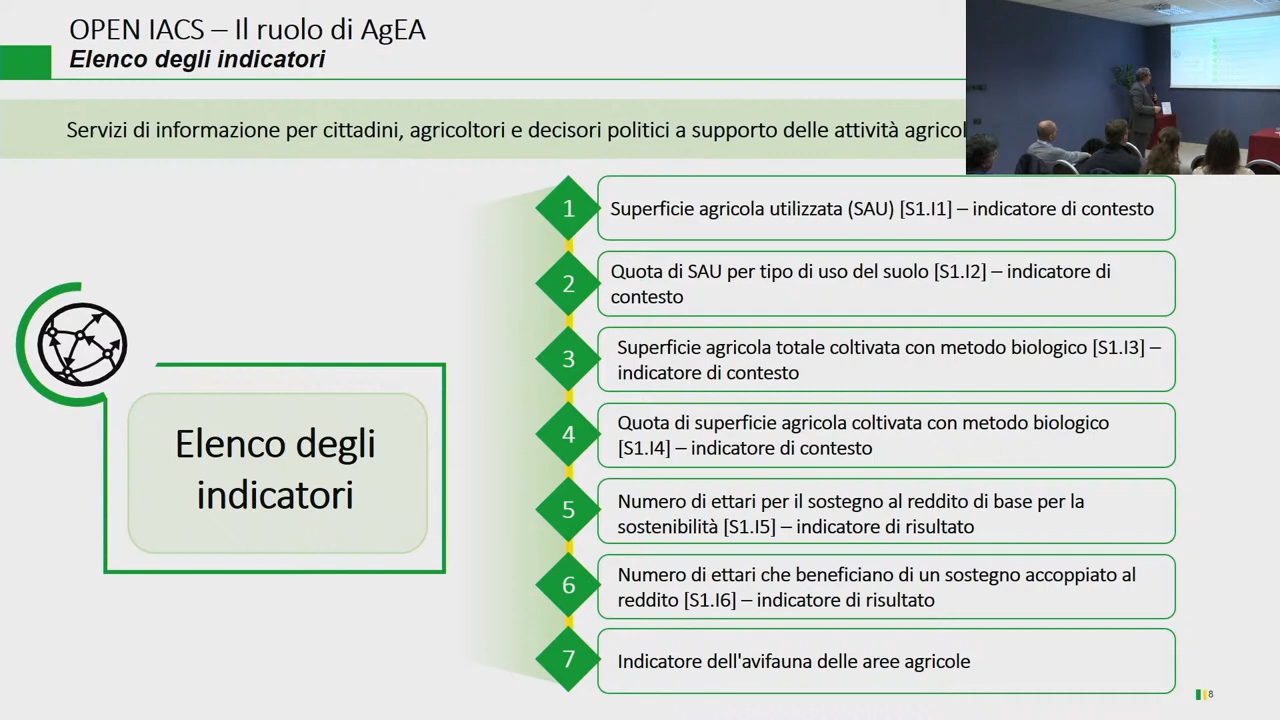 OPEN IACS – Il ruolo di AgEA
Elenco degli indicatori
Servizi di informazione per cittadini, agricoltori e decisori politici a supporto delle attività
1
Superficie agricola utilizzata (SAU) [S1.I1] – indicatore di contesto
2
Quota di SAU per tipo di uso del suolo [S1.I2] – indicatore di
contesto
3
Superficie agricola totale coltivata con metodo biologico [S1.I3] –
indicatore di contesto
4
Quota di superficie agricola coltivata con metodo biologico
[S1.I4] – indicatore di contesto
Elenco degli
indicatori
5
Numero di ettari per il sostegno al reddito di base per la
sostenibilità [S1.I5] – indicatore di risultato
6
Numero di ettari che beneficiano di un sostegno accoppiato al
reddito [S1.I6] – indicatore di risultato
7
Indicatore dell'avifauna delle aree agricole
8